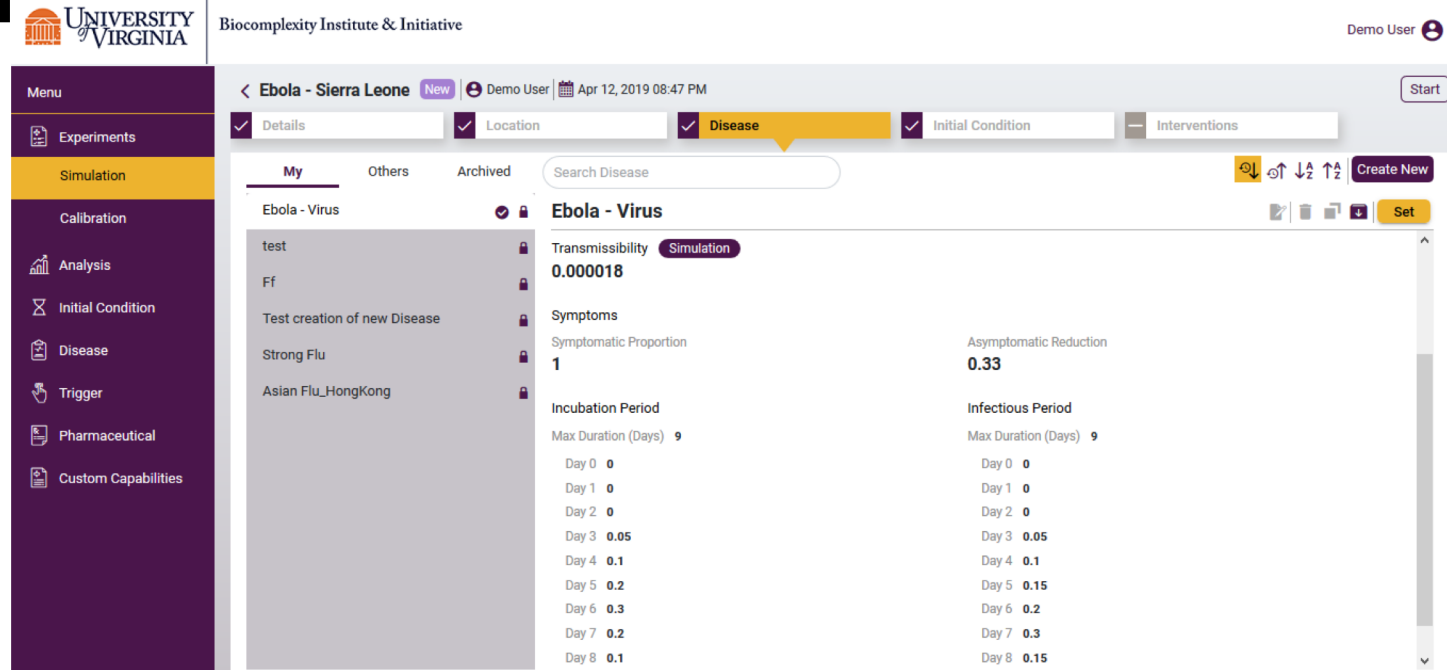 UNIVERSITY
of VIRGINIA
Biocomplexity Institute & Initiative
Demo User
Menu
Experiments
Simulation
Calibration
Analysis
Initial Condition
Disease
Trigger
Pharmaceutical
Custom Capabilities
Ebola - Sierra Leone New Demo User Apr 12, 2019 08:47 PM Start
Details Location Disease Initial Condition Interventions
My Others Archived Search Disease Create New
Ebola - Virus
test
Ff
Test creation of new Disease
Strong Flu
Asian Flu_HongKong
Ebola - Virus Set
Transmissibility Simulation
0.000018
Symptoms
Symptomatic Proportion Asymptomatic Reduction
1 0.33
Incubation Period Infectious Period
Max Duration (Days) 9 Max Duration (Days) 9
Day 0 0 Day 0 0
Day 1 0 Day 1 0
Day 2 0 Day 2 0
Day 3 0.05 Day 3 0.05
Day 4 0.1 Day 4 0.1
Day 5 0.2 Day 5 0.15
Day 6 0.3 Day 6 0.2
Day 7 0.2 Day 7 0.3
Day 8 0.1 Day 8 0.15